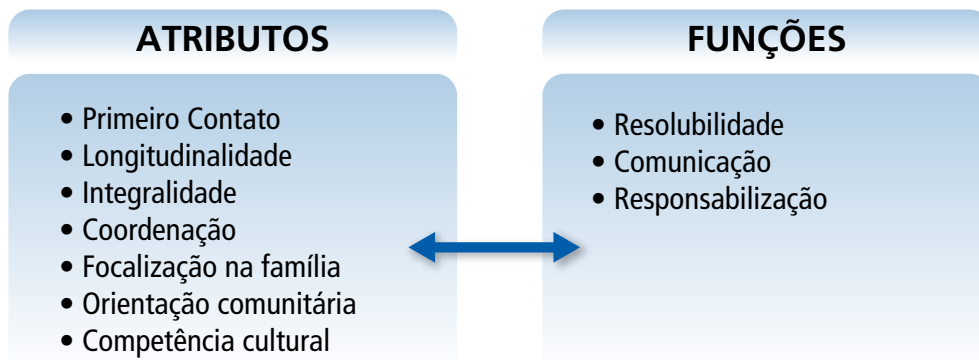 ATRIBUTOS
• Primeiro Contato
• Longitudinalidade
• Integralidade
• Coordenação
• Focalização na família
• Orientação comunitária
• Competência cultural
FUNÇÕES
• Resolubilidade
• Comunicação
• Responsabilização